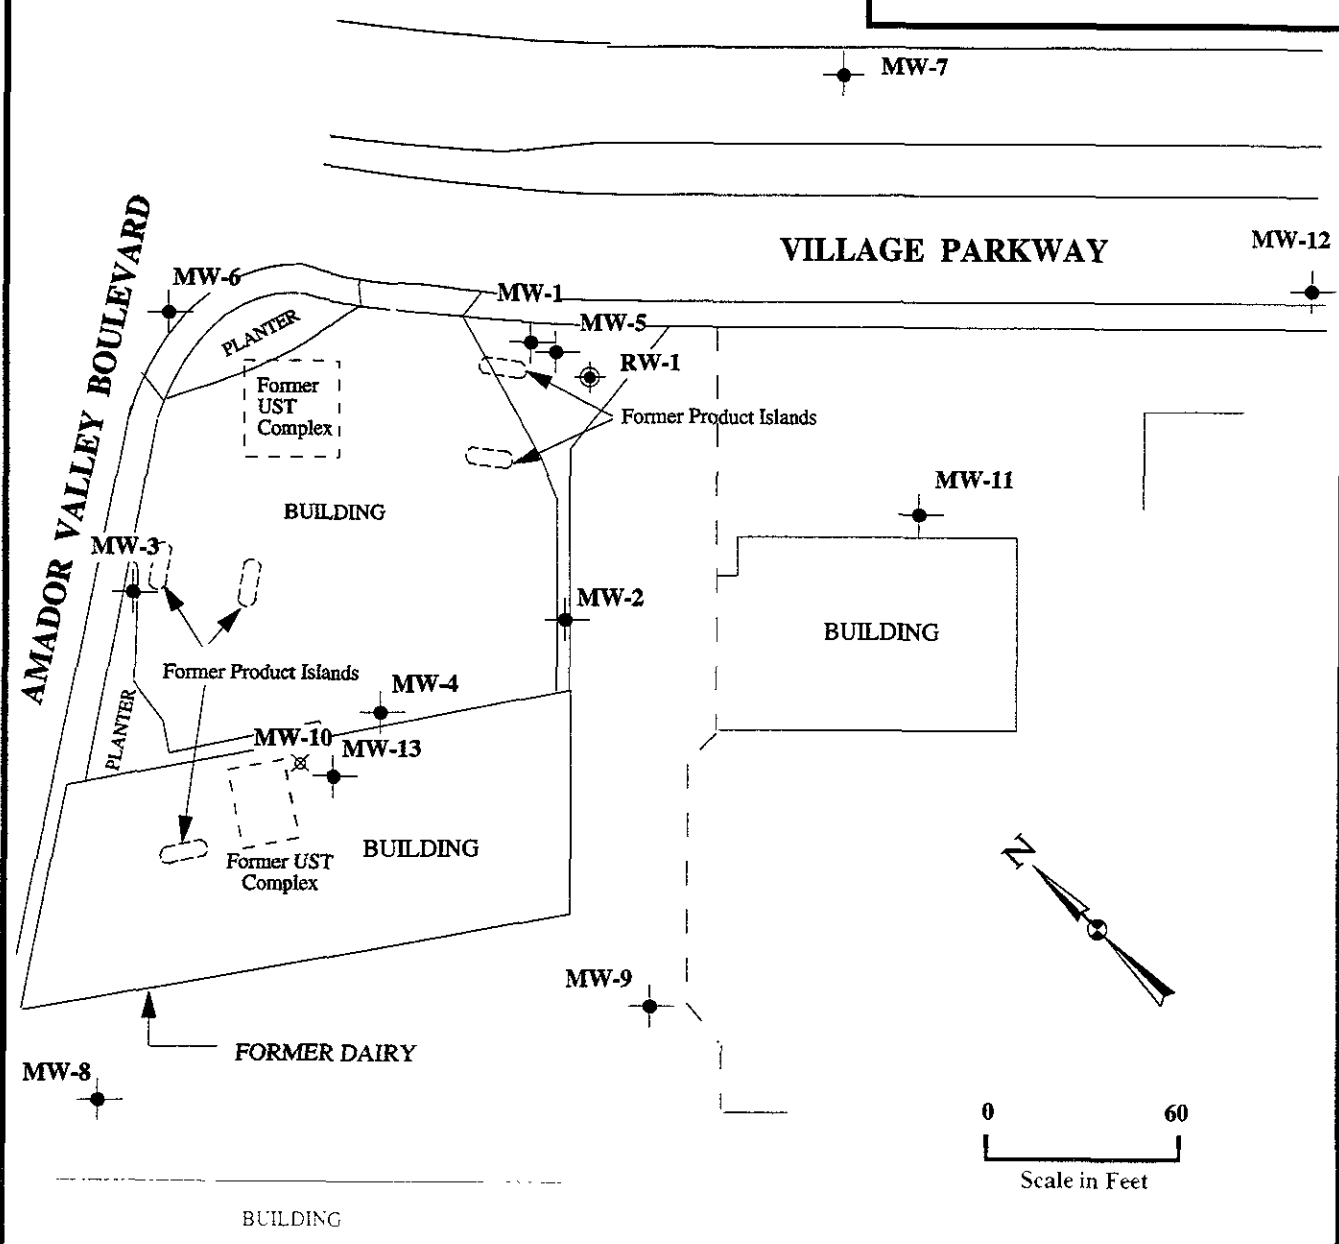 MW-7
AMADOR VALLEY BOULEVARD
VILLAGE PARKWAY
MW-12
MW-6
MW-1
PLANTER
MW-5
RW-1
Former
UST
Complex
Former Product Islands
MW-11
BUILDING
MW-3
MW-2
BUILDING
Former Product Islands
MW-4
PLANTER
MW-10
MW-13
BUILDING
Former UST
Complex
N
MW-9
FORMER DAIRY
MW-8
0 60
Scale in Feet
BUILDING